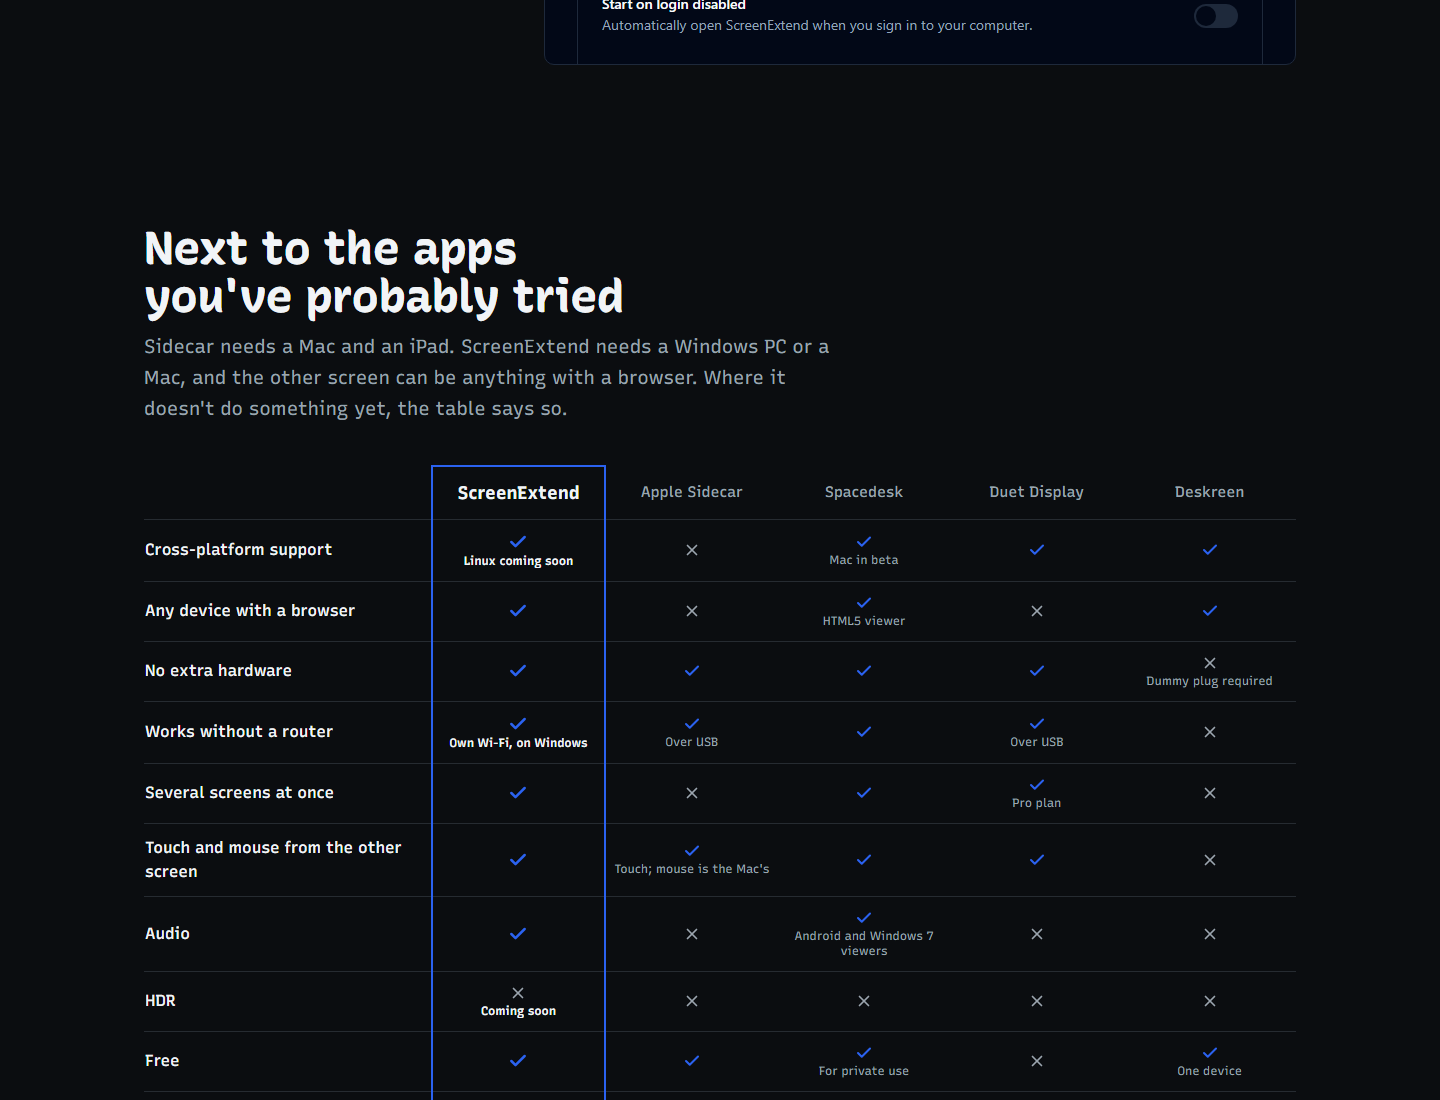 Start on login disabled
Automatically open ScreenExtend when you sign in to your computer.
Next to the apps
you've probably tried
Sidecar needs a Mac and an iPad. ScreenExtend needs a Windows PC or a
Mac, and the other screen can be anything with a browser. Where it
doesn't do something yet, the table says so.
ScreenExtend Apple Sidecar Spacedesk Duet Display Deskreen
Cross-platform support
Linux coming soon Mac in beta
Any device with a browser
HTML5 viewer
No extra hardware
Dummy plug required
Works without a router
Own Wi-Fi, on Windows Over USB Over USB
Several screens at once
Pro plan
Touch and mouse from the other
screen
Touch; mouse is the Mac's
Audio
Android and Windows 7
viewers
HDR
Coming soon
Free
For private use One device